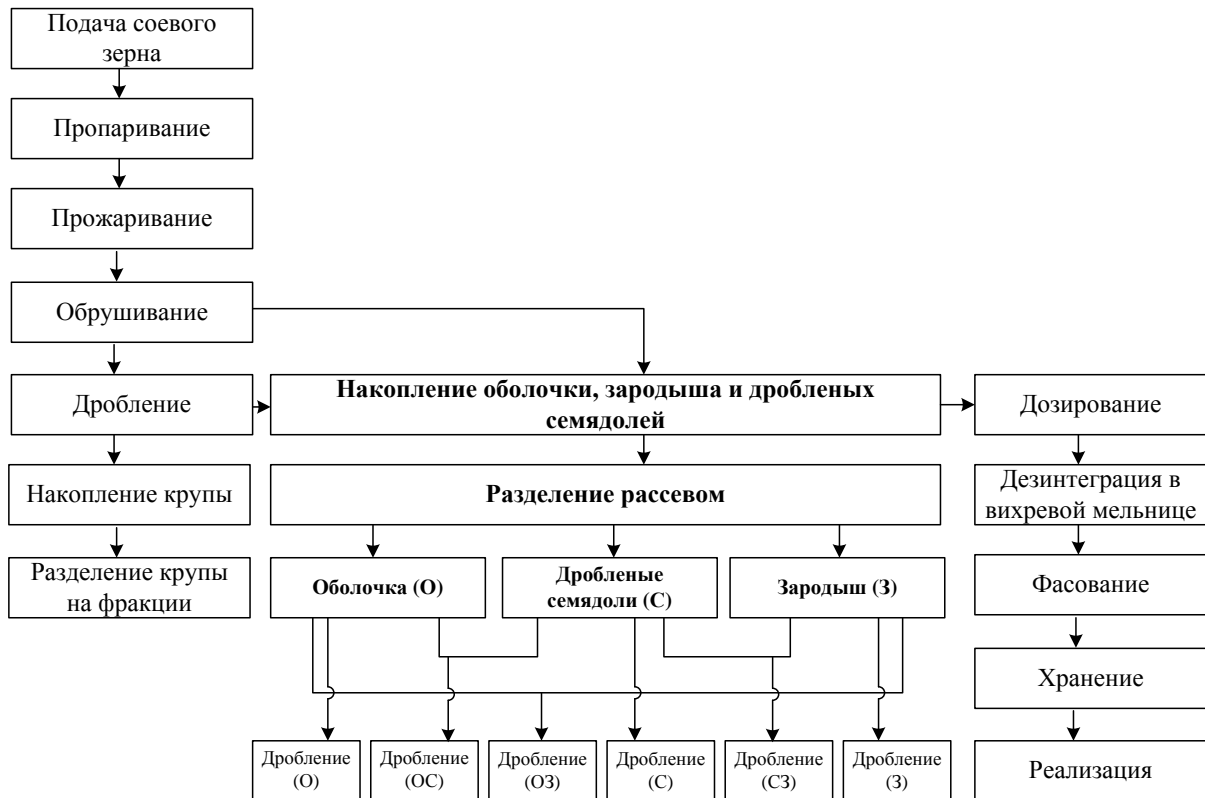 Подача соевого
зерна
Пропаривание
Прожаривание
Обрушивание
Дробление
Накопление оболочки, зародыша и дробленых
семядолей
Дозирование
Накопление крупы
Разделение рассевом
Дезинтеграция в
вихревой мельнице
Разделение крупы
на фракции
Оболочка (О)
Дробленые
семядоли (С)
Зародыш (З)
Фасование
Хранение
Дробление
(О)
Дробление
(ОС)
Дробление
(ОЗ)
Дробление
(С)
Дробление
(СЗ)
Дробление
(З)
Реализация